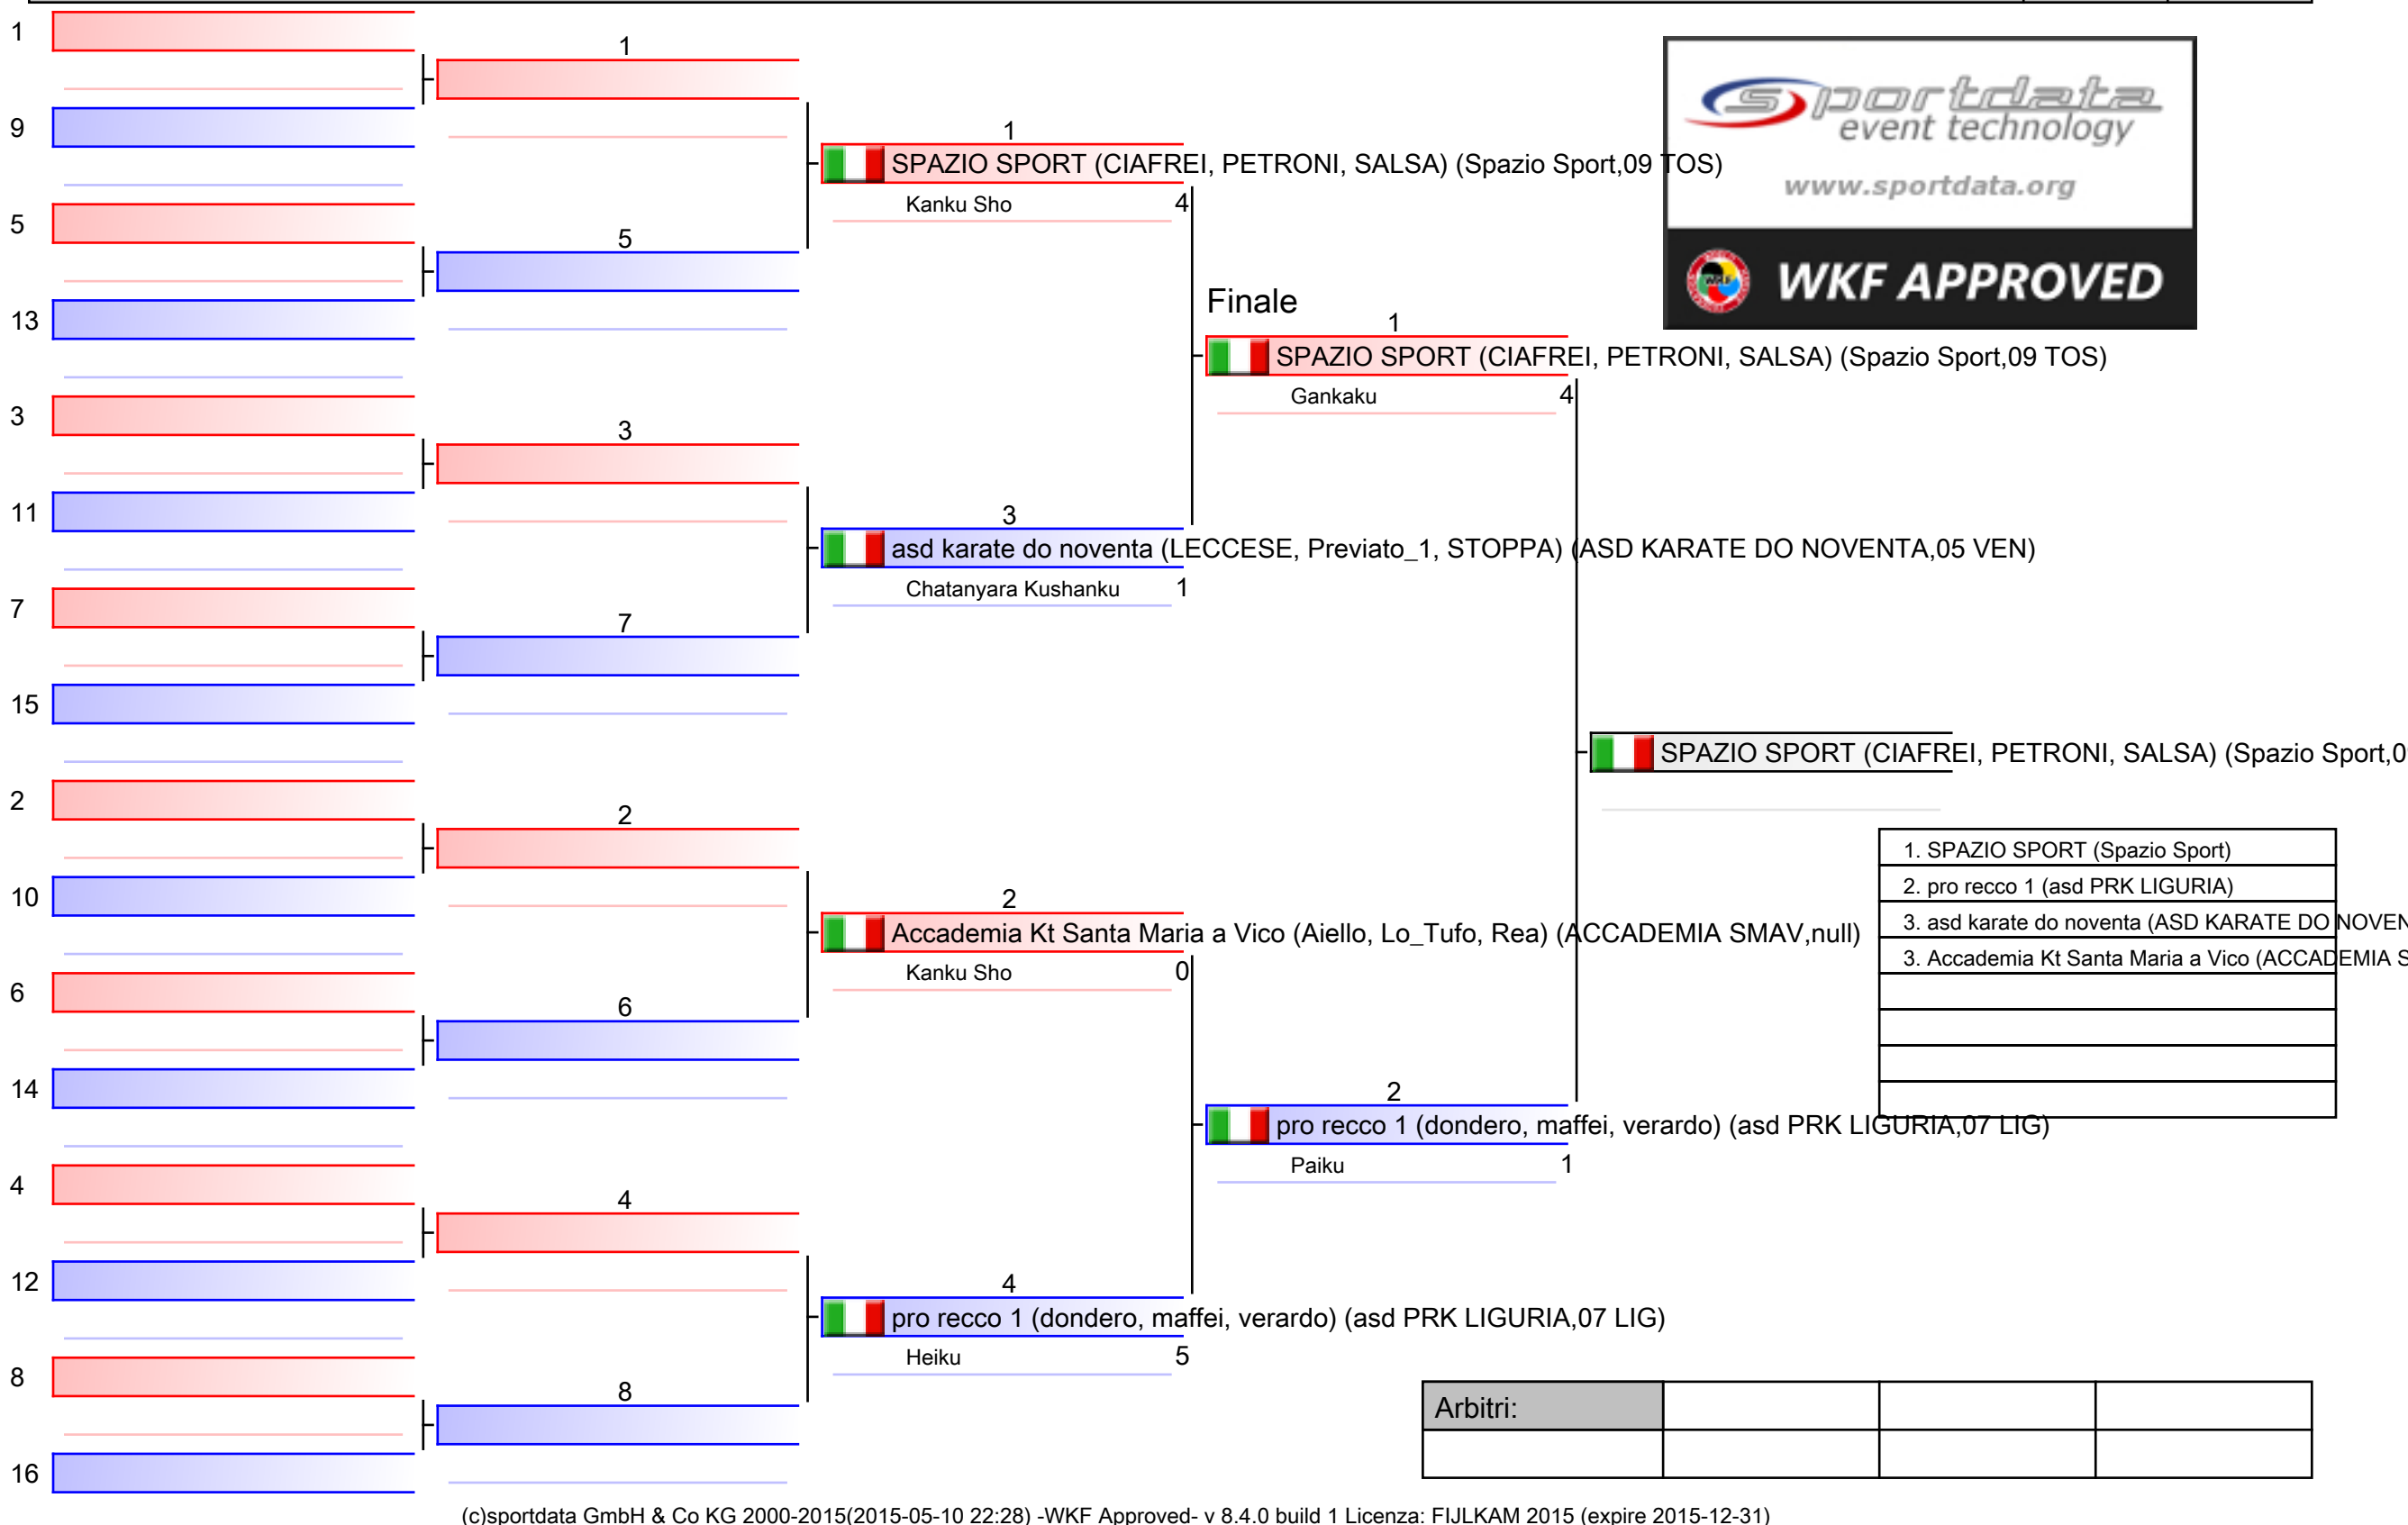 1
1
9
1
SPAZIO SPORT (CIAFREI, PETRONI, SALSA) (Spazio Sport,09 TOS)
Kanku Sho 4
5
5
13
sportdata
event technology
www.sportdata.org
WKF
WKF APPROVED
Finale
1
SPAZIO SPORT (CIAFREI, PETRONI, SALSA) (Spazio Sport,09 TOS)
Gankaku 4
3
3
11
3
asd karate do noventa (LECCESE, Previato_1, STOPPA) (ASD KARATE DO NOVENTA,05 VEN)
Chatanyara Kushanku 1
7
7
15
SPAZIO SPORT (CIAFREI, PETRONI, SALSA) (Spazio Sport,0
2
2
10
2
Accademia Kt Santa Maria a Vico (Aiello, Lo_Tufo, Rea) (ACCADEMIA SMAV,null)
Kanku Sho 0
1. SPAZIO SPORT (Spazio Sport)
2. pro recco 1 (asd PRK LIGURIA)
3. asd karate do noventa (ASD KARATE DO NOVEN
3. Accademia Kt Santa Maria a Vico (ACCADEMIA S
6
6
14
2
pro recco 1 (dondero, maffei, verardo) (asd PRK LIGURIA,07 LIG)
Paiku 1
4
4
12
4
pro recco 1 (dondero, maffei, verardo) (asd PRK LIGURIA,07 LIG)
Heiku 5
8
8
16
Arbitri:
(c)sportdata GmbH & Co KG 2000-2015(2015-05-10 22:28) -WKF Approved- v 8.4.0 build 1 Licenza: FIJLKAM 2015 (expire 2015-12-31)